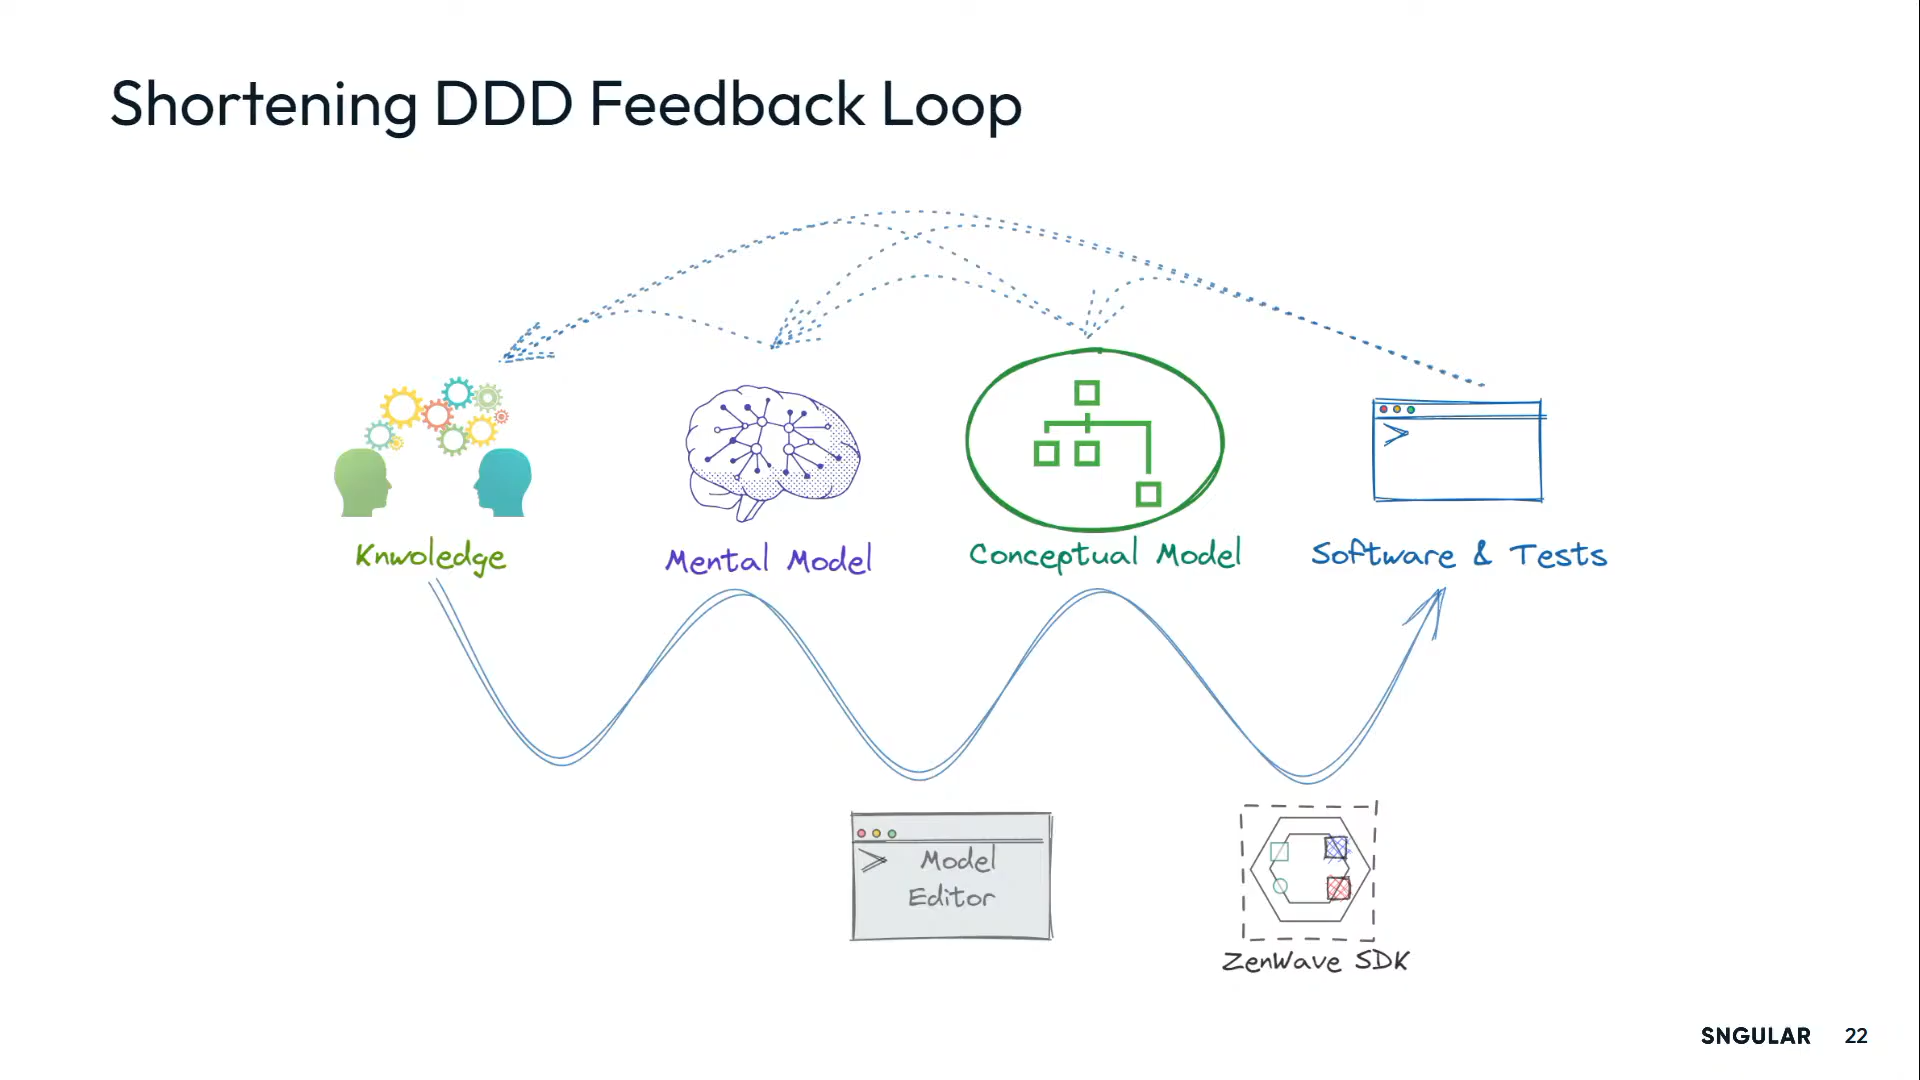 Shortening DDD Feedback Loop
Knwoledge
Mental Model
Conceptual Model
Software & Tests
> Model
Editor
ZenWave SDK
SNGULAR 22